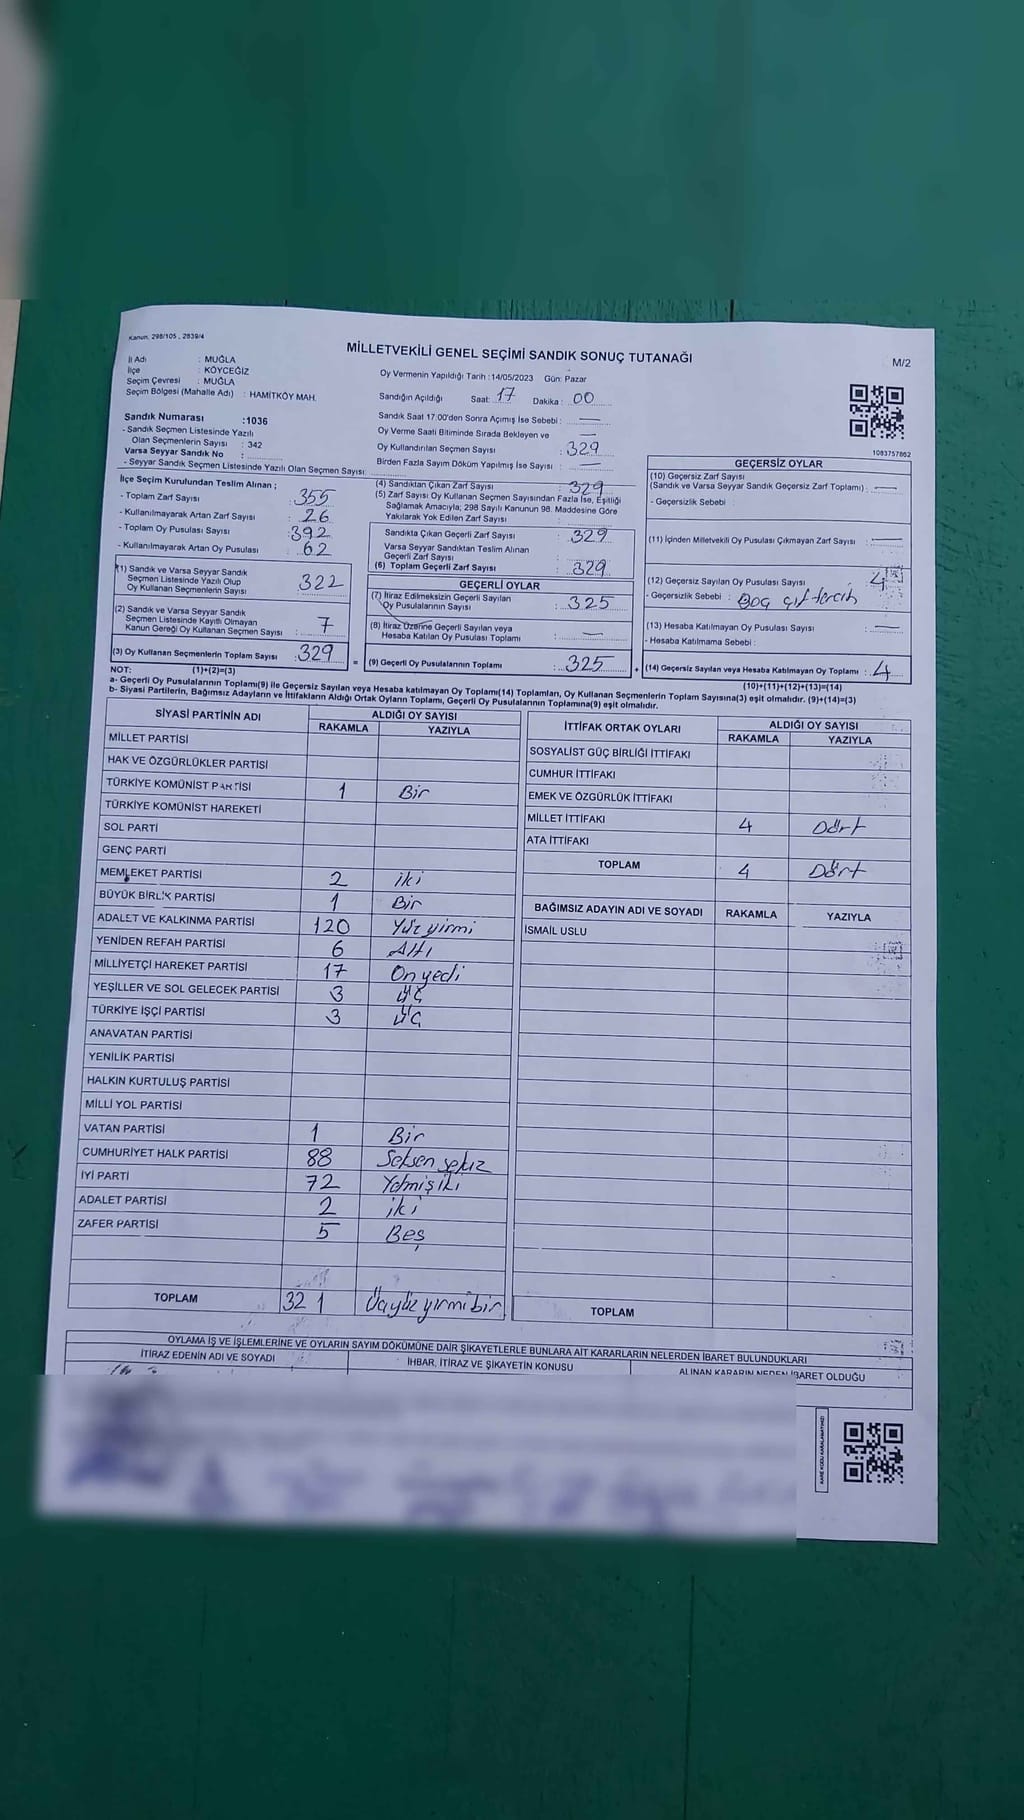 Kanun, 298/105 , 2839/4
MİLLETVEKİLİ GENEL SEÇİMİ SANDIK SONUÇ TUTANAĞI
M/2
İl Adı : MUĞLA
İlçe : KÖYCEĞİZ
Seçim Çevresi : MUĞLA
Seçim Bölgesi (Mahalle Adı) : HAMİTKÖY MAH.
Sandık Numarası :1036
- Sandık Seçmen Listesinde Yazılı
Olan Seçmenlerin Sayısı : 342
Varsa Seyyar Sandık No :
- Seyyar Sandık Seçmen Listesinde Yazılı Olan Seçmen Sayısı:
Oy Vermenin Yapıldığı Tarih :14/05/2023 Gün: Pazar
Sandığın Açıldığı Saat: 17 Dakika: 00
Sandık Saat 17:00'den Sonra Açımış İse Sebebi : —
Oy Verme Saati Bitiminde Sırada Bekleyen ve —
Oy Kullandırılan Seçmen Sayısı : 329
Birden Fazla Sayım Döküm Yapılmış İse Sayısı : —
1083757862
İlçe Seçim Kurulundan Teslim Alınan ;
- Toplam Zarf Sayısı : 355
- Kullanılmayarak Artan Zarf Sayısı : 26
- Toplam Oy Pusulası Sayısı : 392
- Kullanılmayarak Artan Oy Pusulası : 62
(1) Sandık ve Varsa Seyyar Sandık
Seçmen Listesinde Yazılı Olup
Oy Kullanan Seçmenlerin Sayısı : 322
(2) Sandık ve Varsa Seyyar Sandık
Seçmen Listesinde Kayıtlı Olmayan
Kanun Gereği Oy Kullanan Seçmen Sayısı : 7
(3) Oy Kullanan Seçmenlerin Toplam Sayısı : 329
(1)+(2)=(3)
(4) Sandıktan Çıkan Zarf Sayısı : 329
(5) Zarf Sayısı Oy Kullanan Seçmen Sayısından Fazla İse, Eşitliği
Sağlamak Amacıyla; 298 Sayılı Kanunun 98. Maddesine Göre
Yakılarak Yok Edilen Zarf Sayısı :
Sandıkta Çıkan Geçerli Zarf Sayısı : 329
Varsa Seyyar Sandıktan Teslim Alınan
Geçerli Zarf Sayısı :
(6) Toplam Geçerli Zarf Sayısı : 329
GEÇERLİ OYLAR
(7) İtiraz Edilmeksizin Geçerli Sayılan
Oy Pusulalarının Sayısı : 325
(8) İtiraz Üzerine Geçerli Sayılan veya
Hesaba Katılan Oy Pusulası Toplamı : —
= (9) Geçerli Oy Pusulalarının Toplamı : 325
GEÇERSİZ OYLAR
(10) Geçersiz Zarf Sayısı
(Sandık ve Varsa Seyyar Sandık Geçersiz Zarf Toplamı) : —
- Geçersizlik Sebebi :
(11) İçinden Milletvekili Oy Pusulası Çıkmayan Zarf Sayısı : —
(12) Geçersiz Sayılan Oy Pusulası Sayısı : 4
- Geçersizlik Sebebi : Boş çift tercih
(13) Hesaba Katılmayan Oy Pusulası Sayısı : —
- Hesaba Katılmama Sebebi :
+ (14) Geçersiz Sayılan veya Hesaba Katılmayan Oy Toplamı : 4
(10)+(11)+(12)+(13)=(14)
NOT:
a- Geçerli Oy Pusulalarının Toplamı(9) ile Geçersiz Sayılan veya Hesaba katılmayan Oy Toplamı(14) Toplamları, Oy Kullanan Seçmenlerin Toplam Sayısına(3) eşit olmalıdır. (9)+(14)=(3)
b- Siyasi Partilerin, Bağımsız Adayların ve İttifakların Aldığı Ortak Oyların Toplamı, Geçerli Oy Pusulalarının Toplamına(9) eşit olmalıdır.
SİYASİ PARTİNİN ADI ALDIĞI OY SAYISI
RAKAMLA YAZIYLA
MİLLET PARTİSİ
HAK VE ÖZGÜRLÜKLER PARTİSİ
TÜRKİYE KOMÜNİST PARTİSİ 1 Bir
TÜRKİYE KOMÜNİST HAREKETİ
SOL PARTİ
GENÇ PARTİ
MEMLEKET PARTİSİ 2 iki
BÜYÜK BİRLİK PARTİSİ 1 Bir
ADALET VE KALKINMA PARTİSİ 120 Yüz yirmi
YENİDEN REFAH PARTİSİ 6 Altı
MİLLİYETÇİ HAREKET PARTİSİ 17 Onyedi
YEŞİLLER VE SOL GELECEK PARTİSİ 3 üç
TÜRKİYE İŞÇİ PARTİSİ 3 üç
ANAVATAN PARTİSİ
YENİLİK PARTİSİ
HALKIN KURTULUŞ PARTİSİ
MİLLİ YOL PARTİSİ
VATAN PARTİSİ 1 Bir
CUMHURİYET HALK PARTİSİ 88 Seksen sekiz
İYİ PARTİ 72 Yetmişiki
ADALET PARTİSİ 2 iki
ZAFER PARTİSİ 5 Beş
TOPLAM 321 Üçyüz yirmibir
İTTİFAK ORTAK OYLARI ALDIĞI OY SAYISI
RAKAMLA YAZIYLA
SOSYALİST GÜÇ BİRLİĞİ İTTİFAKI
CUMHUR İTTİFAKI
EMEK VE ÖZGÜRLÜK İTTİFAKI
MİLLET İTTİFAKI 4 Dört
ATA İTTİFAKI
TOPLAM 4 Dört
BAĞIMSIZ ADAYIN ADI VE SOYADI RAKAMLA YAZIYLA
İSMAİL USLU
TOPLAM
OYLAMA İŞ VE İŞLEMLERİNE VE OYLARIN SAYIM DÖKÜMÜNE DAİR ŞİKAYETLERLE BUNLARA AİT KARARLARIN NELERDEN İBARET BULUNDUKLARI
İTİRAZ EDENİN ADI VE SOYADI İHBAR, İTİRAZ VE ŞİKAYETİN KONUSU ALINAN KARARIN NEDEN İBARET OLDUĞU
KARE KODU KARALAMAYINIZ!